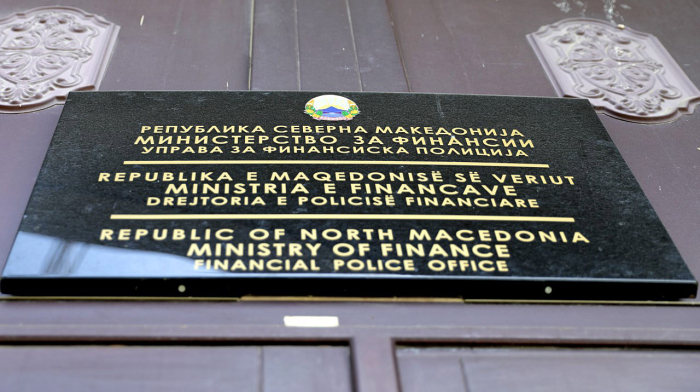 РЕПУБЛИКА СЕВЕРНА МАКЕДОНИЈА
МИНИСТЕРСТВО ЗА ФИНАНСИИ
УПРАВА ЗА ФИНАНСИСКА ПОЛИЦИЈА
REPUBLIKA E MAQEDONISË SË VERIUT
MINISTRIA E FINANCAVE
DREJTORIA E POLICISË FINANCIARE
REPUBLIC OF NORTH MACEDONIA
MINISTRY OF FINANCE
FINANCIAL POLICE OFFICE